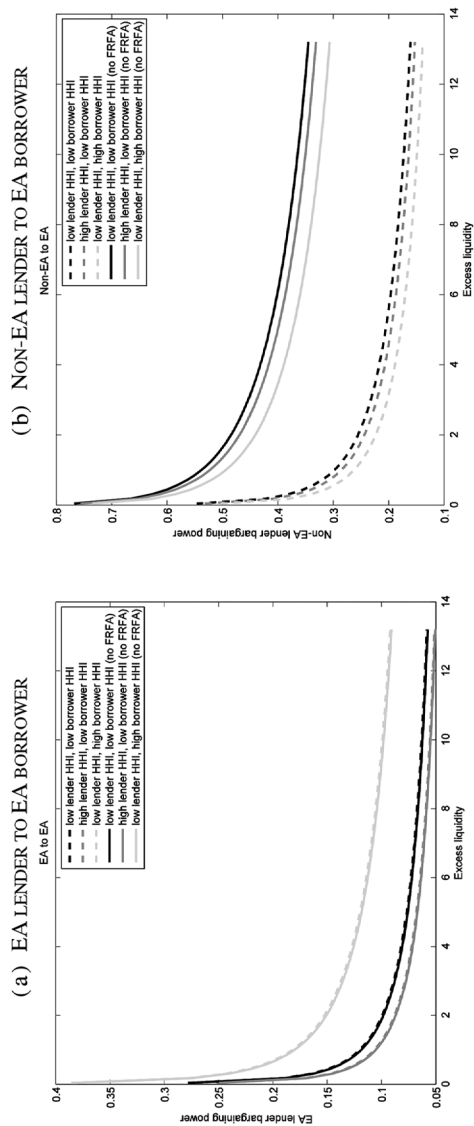 (a) EA LENDER TO EA BORROWER
EA to EA
0.4
0.35
0.3
0.25
0.2
0.15
0.1
0.05
EA lender bargaining power
0
2
4
6
8
10
12
14
Excess liquidity
low lender HHI, low borrower HHI
high lender HHI, low borrower HHI
low lender HHI, high borrower HHI
low lender HHI, low borrower HHI (no FRFA)
high lender HHI, low borrower HHI (no FRFA)
low lender HHI, high borrower HHI (no FRFA)
(b) NON-EA LENDER TO EA BORROWER
Non-EA to EA
0.8
0.7
0.6
0.5
0.4
0.3
0.2
0.1
Non-EA lender bargaining power
0
2
4
6
8
10
12
14
Excess liquidity
low lender HHI, low borrower HHI
high lender HHI, low borrower HHI
low lender HHI, high borrower HHI
low lender HHI, low borrower HHI (no FRFA)
high lender HHI, low borrower HHI (no FRFA)
low lender HHI, high borrower HHI (no FRFA)